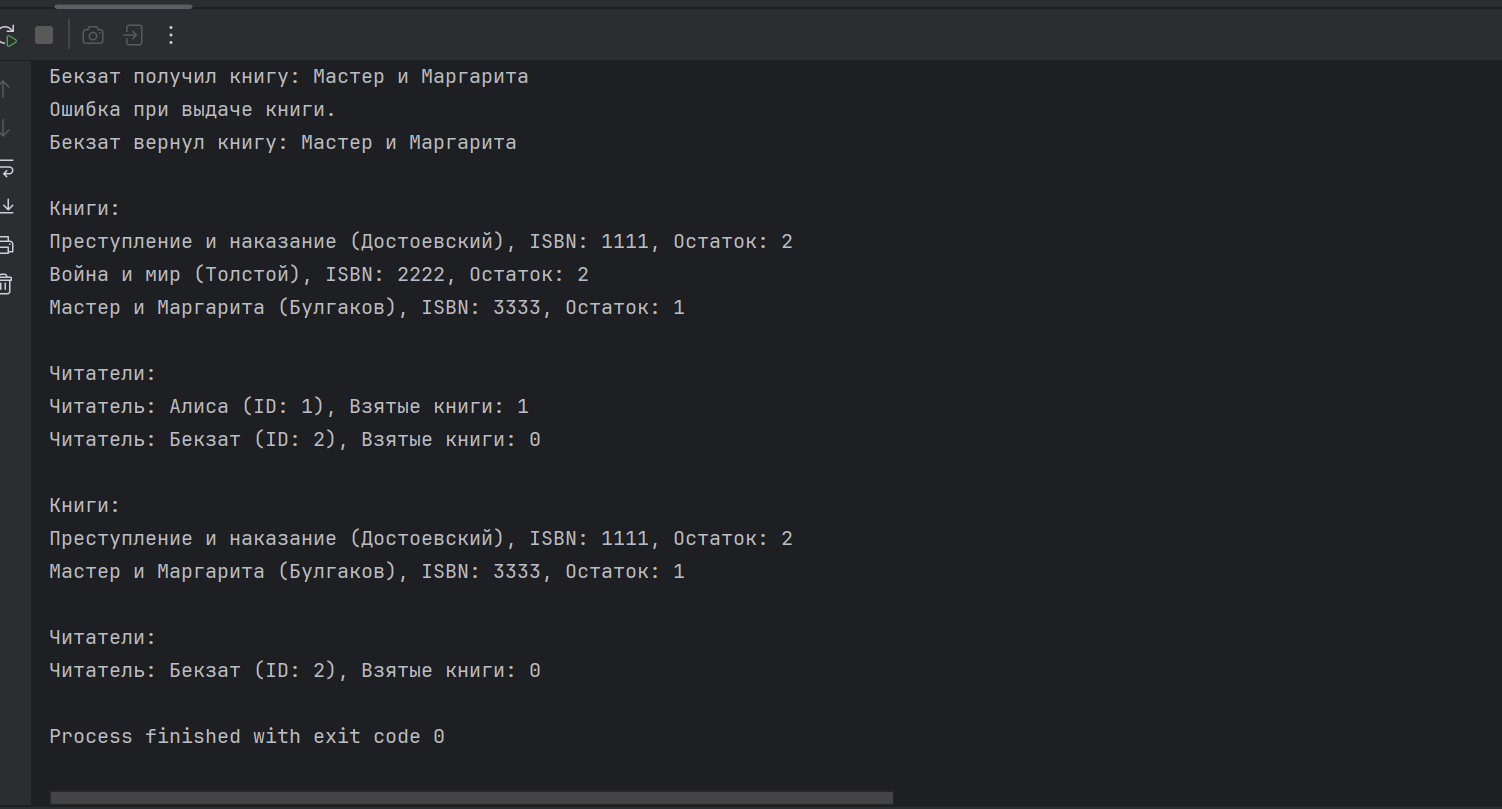 Бекзат получил книгу: Мастер и Маргарита
Ошибка при выдаче книги.
Бекзат вернул книгу: Мастер и Маргарита
Книги:
Преступление и наказание (Достоевский), ISBN: 1111, Остаток: 2
Война и мир (Толстой), ISBN: 2222, Остаток: 2
Мастер и Маргарита (Булгаков), ISBN: 3333, Остаток: 1
Читатели:
Читатель: Алиса (ID: 1), Взятые книги: 1
Читатель: Бекзат (ID: 2), Взятые книги: 0
Книги:
Преступление и наказание (Достоевский), ISBN: 1111, Остаток: 2
Мастер и Маргарита (Булгаков), ISBN: 3333, Остаток: 1
Читатели:
Читатель: Бекзат (ID: 2), Взятые книги: 0
Process finished with exit code 0